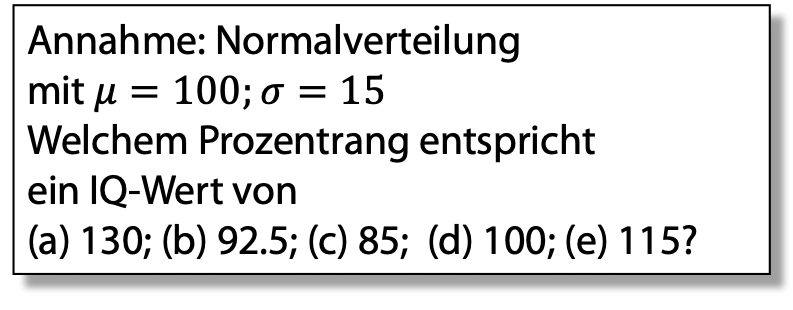 Annahme: Normalverteilung
mit 𝜇 = 100; 𝜎 = 15
Welchem Prozentrang entspricht
ein IQ-Wert von
(a) 130; (b) 92.5; (c) 85; (d) 100; (e) 115?